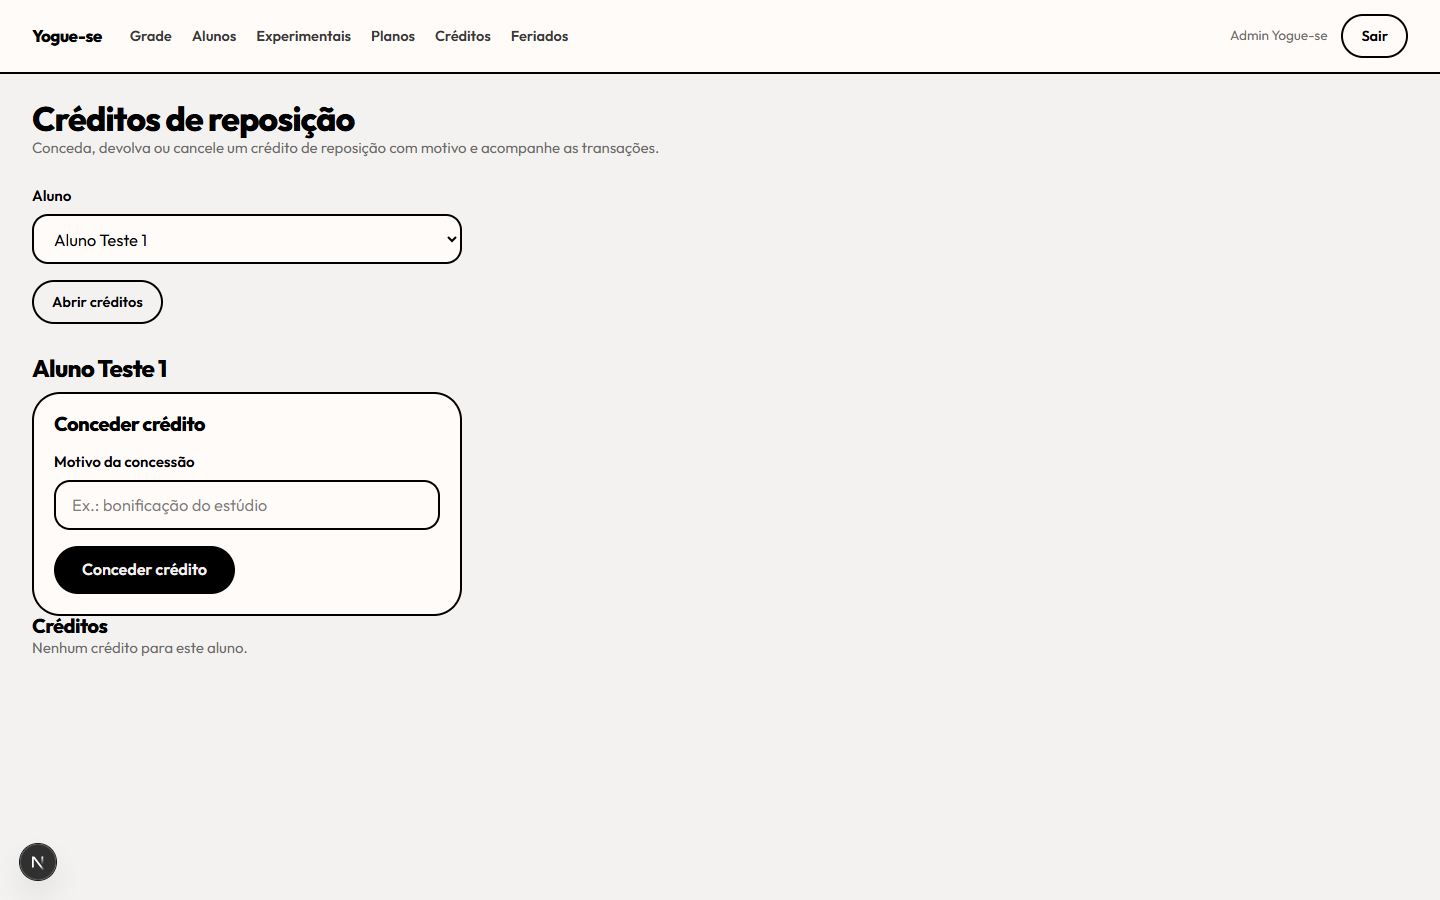 Yogue-se Grade Alunos Experimentais Planos Créditos Feriados Admin Yogue-se Sair
Créditos de reposição
Conceda, devolva ou cancele um crédito de reposição com motivo e acompanhe as transações.
Aluno
Aluno Teste 1
Abrir créditos
Aluno Teste 1
Conceder crédito
Motivo da concessão
Ex.: bonificação do estúdio
Conceder crédito
Créditos
Nenhum crédito para este aluno.
N